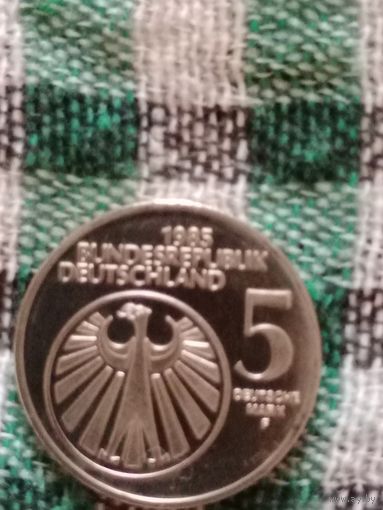 1985
BUNDESREPUBLIK
DEUTSCHLAND
5
DEUTSCHE
MARK
F